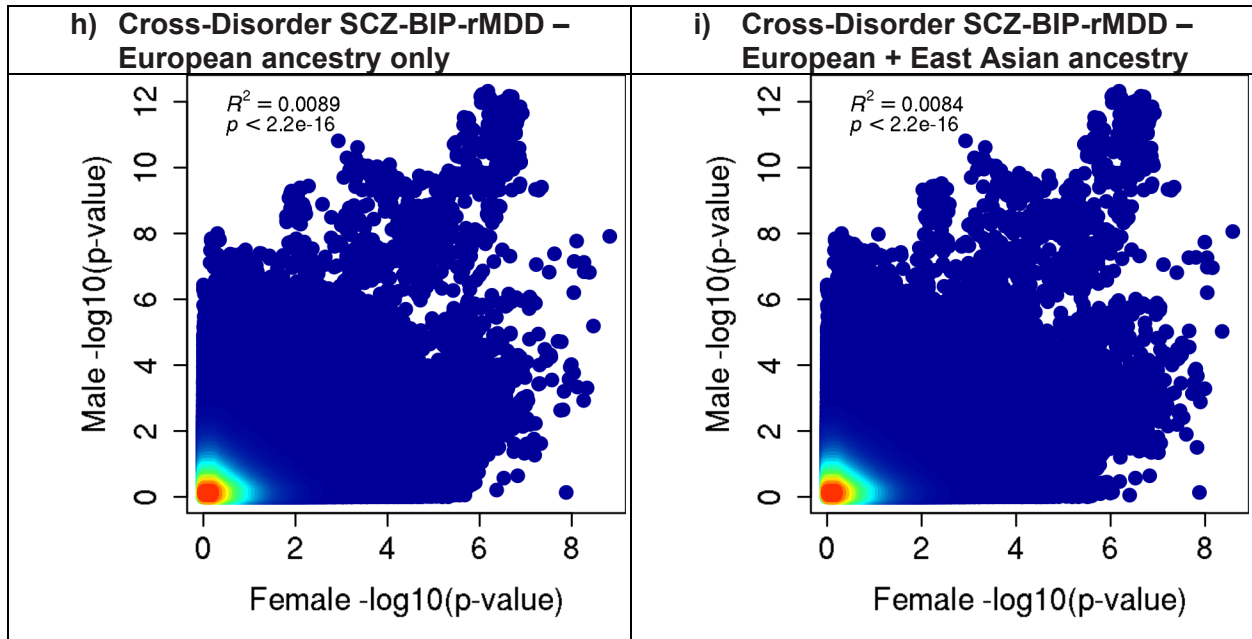 h) Cross-Disorder SCZ-BIP-rMDD –
European ancestry only
i) Cross-Disorder SCZ-BIP-rMDD –
European + East Asian ancestry
R² = 0.0089
p < 2.2e-16
Male -log10(p-value)
12
10
8
6
4
2
0
0 2 4 6 8
Female -log10(p-value)
R² = 0.0084
p < 2.2e-16
Male -log10(p-value)
12
10
8
6
4
2
0
0 2 4 6 8
Female -log10(p-value)